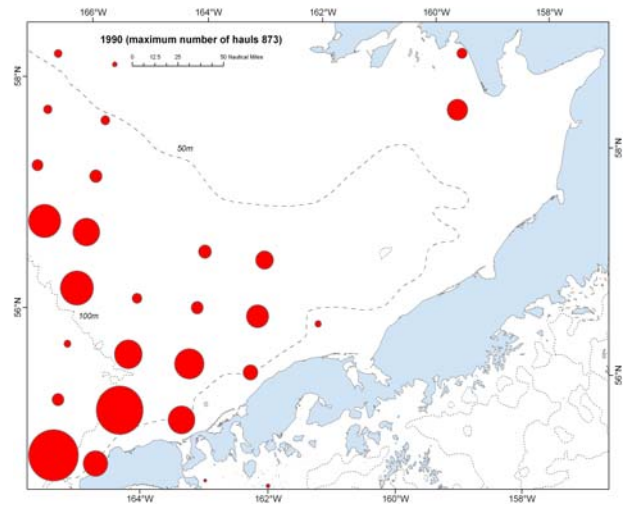 166°W 164°W 162°W 160°W 158°W
1990 (maximum number of hauls 873)
0 12.5 25 50 Nautical Miles
58°N
58°N
50m
56°N
100m
56°N
164°W 162°W 160°W 158°W